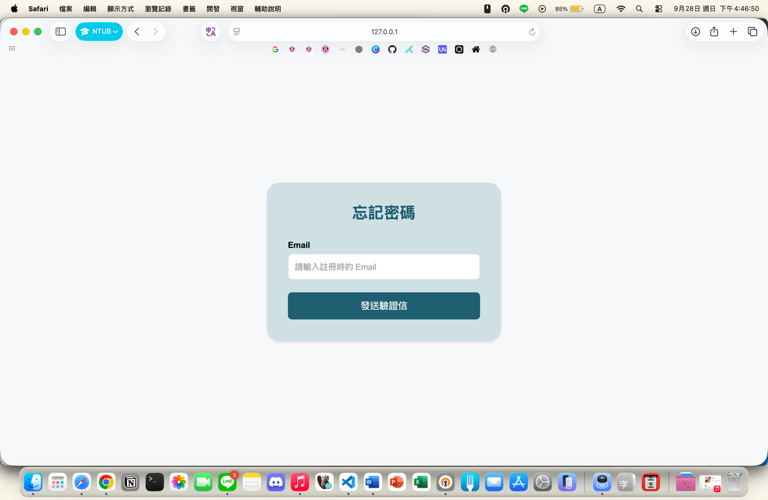 Safari 檔案 編輯 顯示方式 瀏覽記錄 書籤 開發 視窗 輔助說明 85% A 9月28日 週日 下午4:46:50
NTUB 127.0.0.1
忘記密碼
Email
請輸入註冊時的 Email
發送驗證信